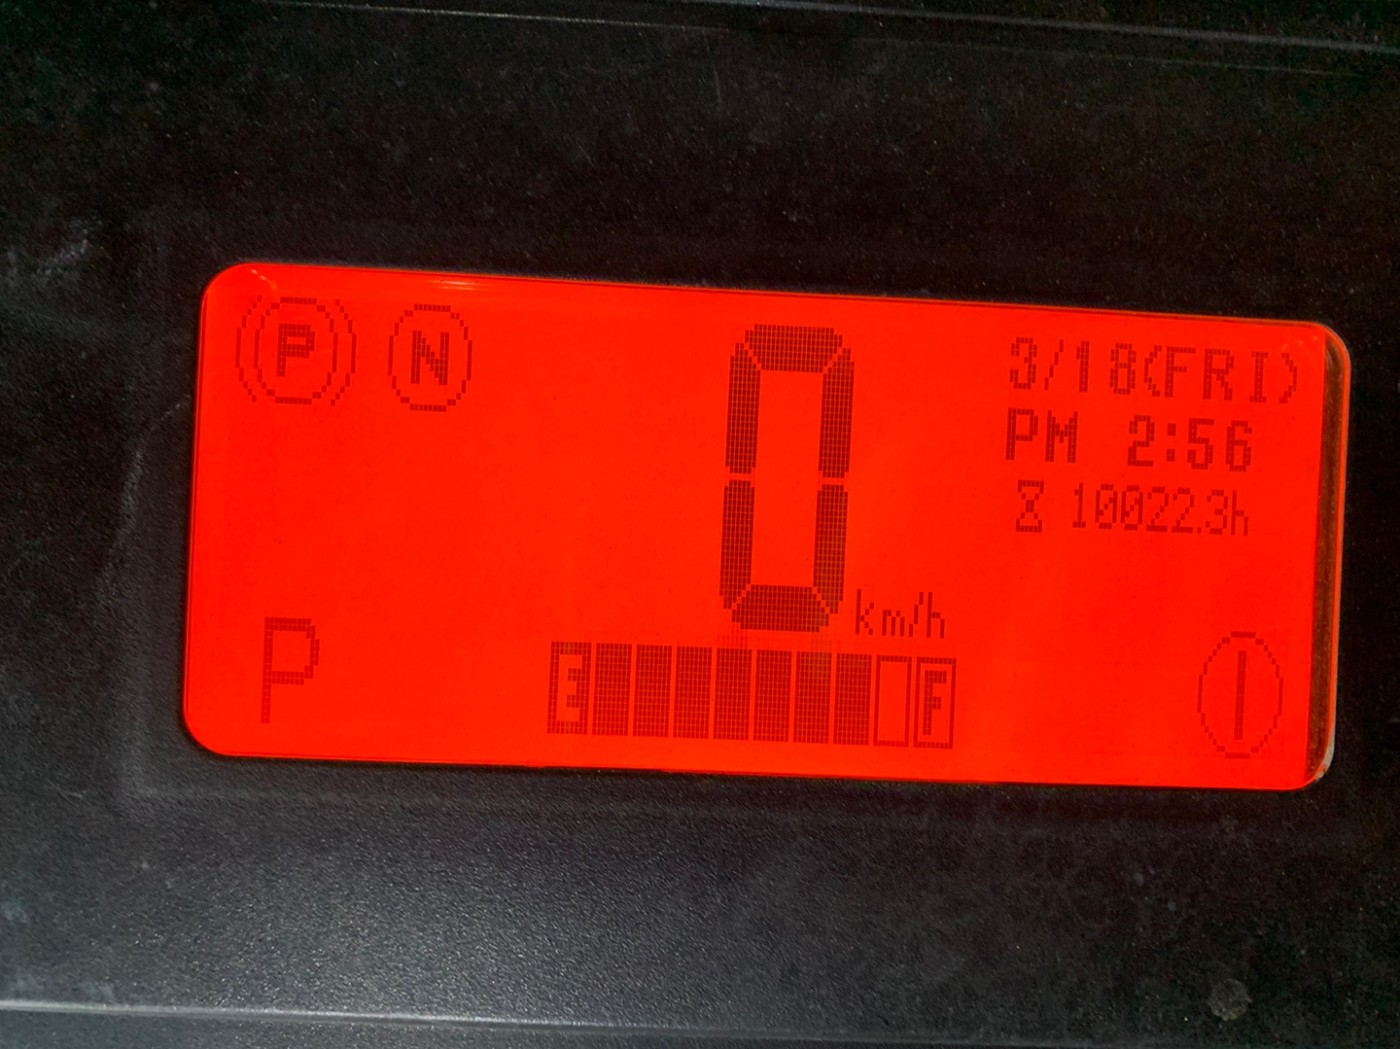 P N
0 km/h
3/18(FRI)
PM 2:56
10022.3h
P
E F